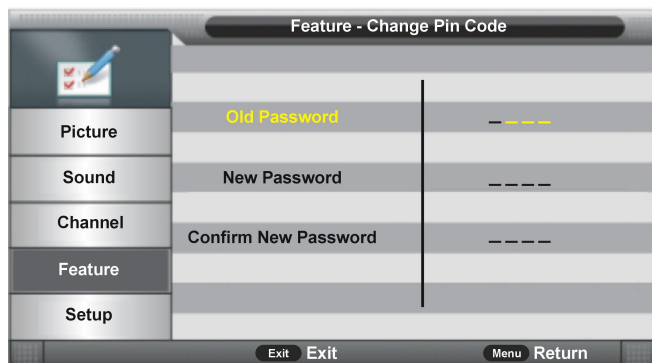 Feature - Change Pin Code
Picture
Sound
Channel
Feature
Setup
Old Password _ _ _ _
New Password _ _ _ _
Confirm New Password _ _ _ _
Exit Exit
Menu Return